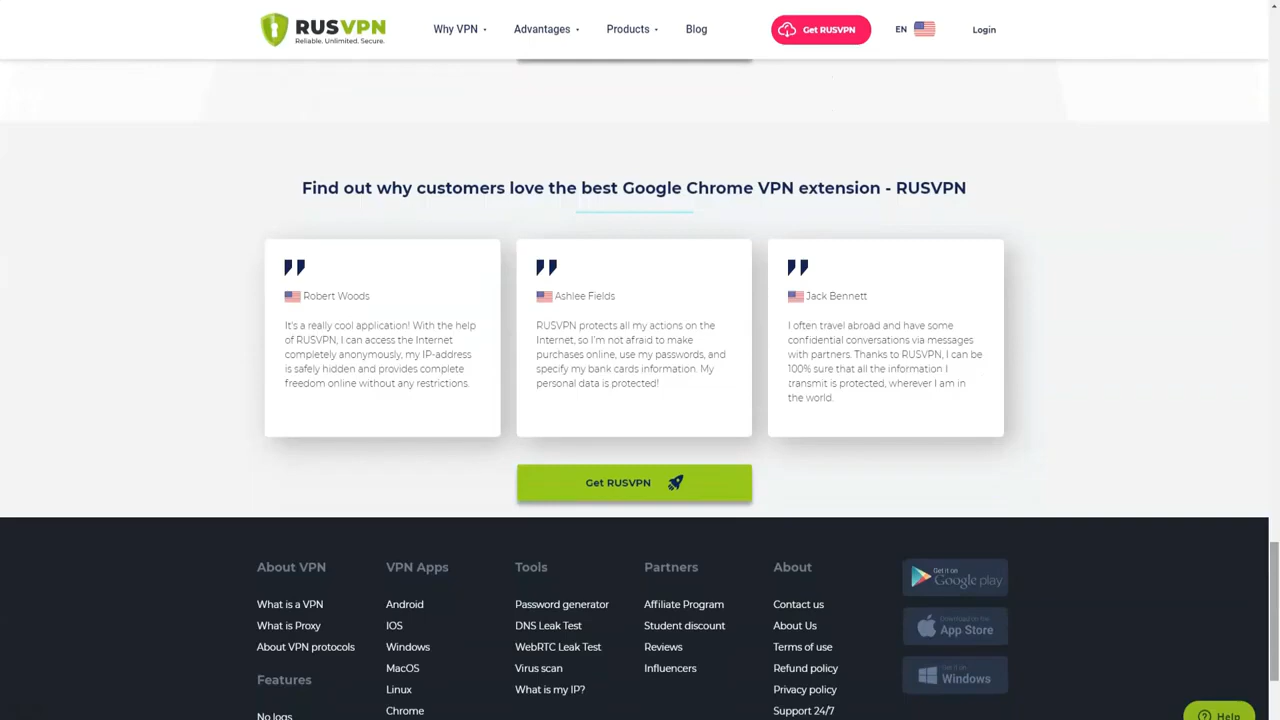 RUSVPN
Reliable. Unlimited. Secure.
Why VPN
Advantages
Products
Blog
Get RUSVPN
EN
Login
Find out why customers love the best Google Chrome VPN extension - RUSVPN
Robert Woods
It's a really cool application! With the help
of RUSVPN, I can access the Internet
completely anonymously, my IP-address
is safely hidden and provides complete
freedom online without any restrictions.
Ashlee Fields
RUSVPN protects all my actions on the
Internet, so I'm not afraid to make
purchases online, use my passwords, and
specify my bank cards information. My
personal data is protected!
Jack Bennett
I often travel abroad and have some
confidential conversations via messages
with partners. Thanks to RUSVPN, I can be
100% sure that all the information I
transmit is protected, wherever I am in
the world.
Get RUSVPN
About VPN
What is a VPN
What is Proxy
About VPN protocols
Features
No logs
VPN Apps
Android
IOS
Windows
MacOS
Linux
Chrome
Tools
Password generator
DNS Leak Test
WebRTC Leak Test
Virus scan
What is my IP?
Partners
Affiliate Program
Student discount
Reviews
Influencers
About
Contact us
About Us
Terms of use
Refund policy
Privacy policy
Support 24/7
Get it on
Google play
Download on the
App Store
Get it on
Windows
Help